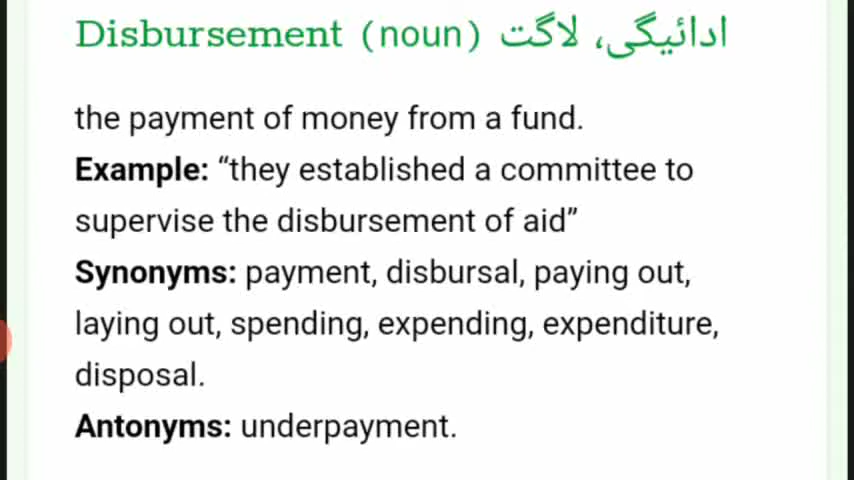 Disbursement (noun) ادائیگی، لاگت
the payment of money from a fund.
Example: “they established a committee to
supervise the disbursement of aid”
Synonyms: payment, disbursal, paying out,
laying out, spending, expending, expenditure,
disposal.
Antonyms: underpayment.